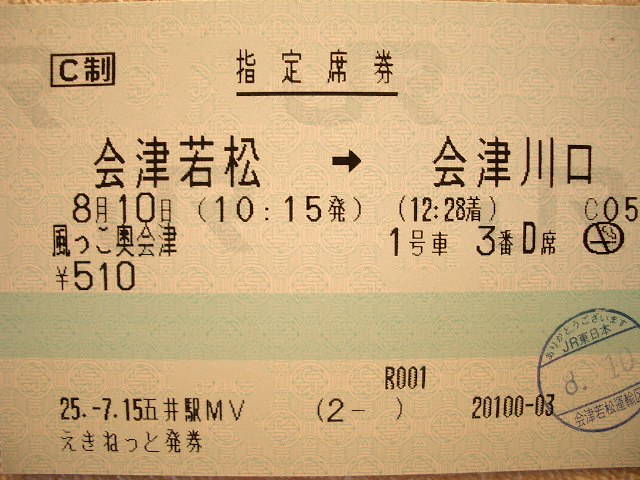 C制 指定席券
会津若松 → 会津川口
8月10日 (10:15発) (12:28着) C05
風っこ奥会津 1号車 3番D席
¥510
R001
25.-7.15五井駅MV (2- ) 20100-03
えきねっと発券
ありがとうございます
JR東日本
8.10
会津若松運輸区